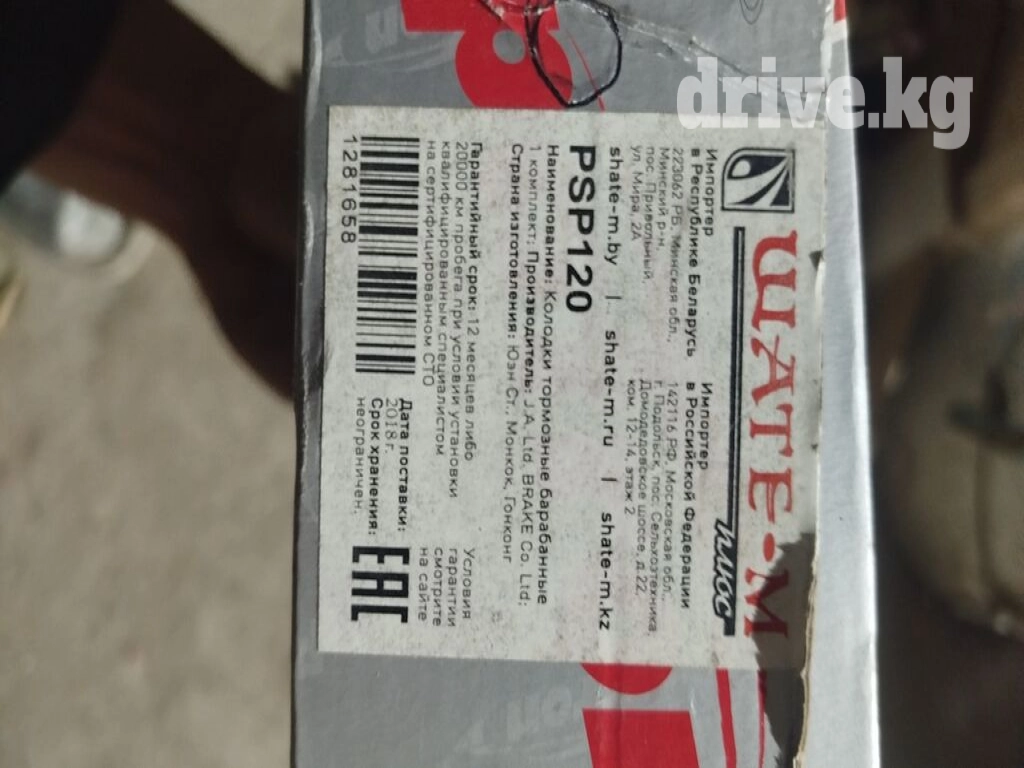 drive.kg
ШАТЕ-М
плюс
Импортер
в Республике Беларусь
223062 РБ, Минская обл.,
Минский р-н,
пос. Привольный,
ул. Мира, 2А
Импортер
в Российской Федерации
142116 РФ, Московская обл.,
г. Подольск, пос. Сельхозтехника,
Домодедовское шоссе, д.22,
ком. 12-14, этаж 2
shate-m.by | shate-m.ru | shate-m.kz
PSP120
Наименование: Колодки тормозные барабанные
1 комплект; Производитель: J.A. Ltd, BRAKE Co. Ltd;
Страна изготовления: Юэн Ст., Монкок, Гонконг
Гарантийный срок: 12 месяцев либо
20000 км пробега при условии установки
квалифицированным специалистом
на сертифицированном СТО
Условия
гарантии
смотрите
на сайте
1281658
Дата поставки:
2018 г.
Срок хранения:
неограничен.
EAC